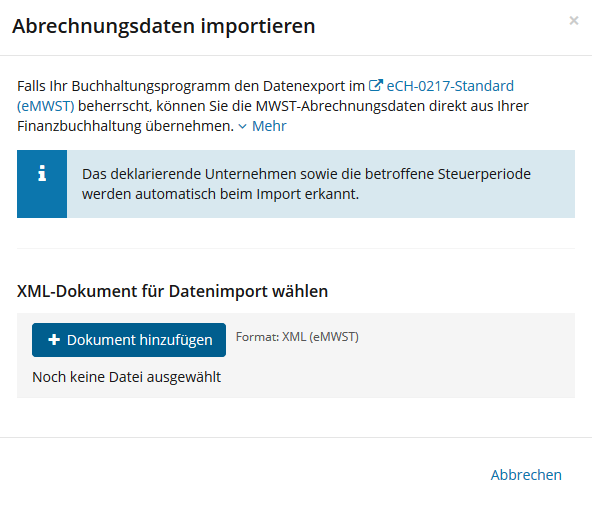 Abrechnungsdaten importieren
×
Falls Ihr Buchhaltungsprogramm den Datenexport im eCH-0217-Standard
(eMWST) beherrscht, können Sie die MWST-Abrechnungsdaten direkt aus Ihrer
Finanzbuchhaltung übernehmen. Mehr
Das deklarierende Unternehmen sowie die betroffene Steuerperiode
werden automatisch beim Import erkannt.
XML-Dokument für Datenimport wählen
Dokument hinzufügen Format: XML (eMWST)
Noch keine Datei ausgewählt
Abbrechen